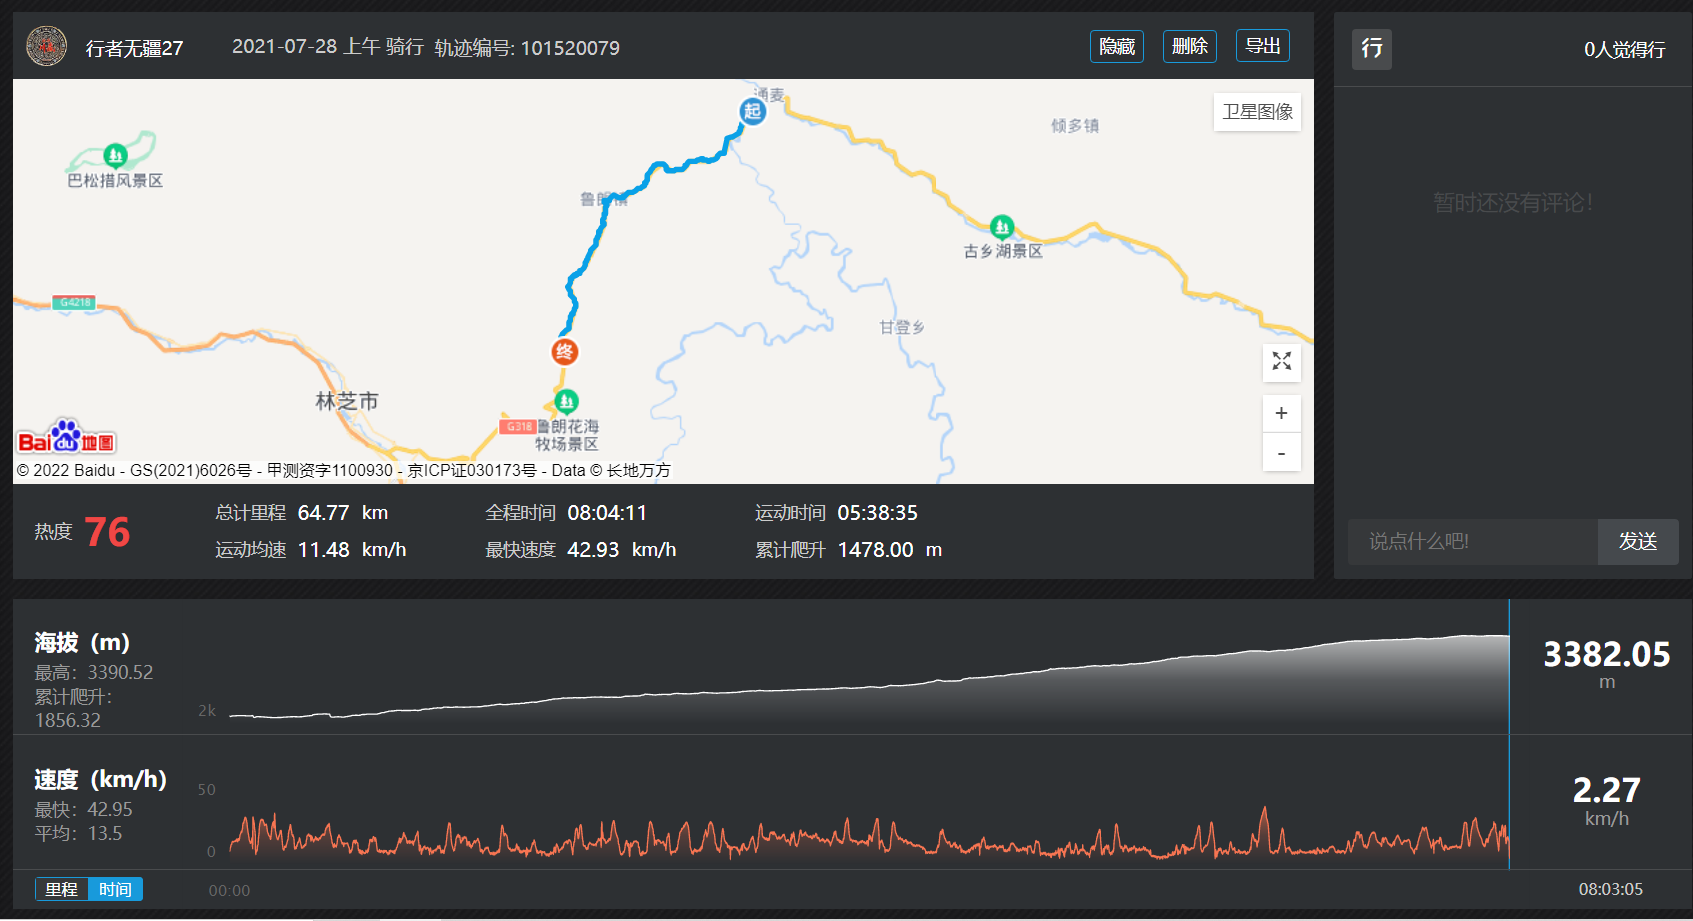 行者无疆27
2021-07-28 上午 骑行 轨迹编号: 101520079
隐藏 删除 导出
行
0人觉得行
通麦
起
卫星图像
倾多镇
巴松措风景区
鲁朗镇
古乡湖景区
暂时还没有评论!
G4218
甘登乡
终
林芝市
G318
鲁朗花海
牧场景区
+
-
Bai du 地图
© 2022 Baidu - GS(2021)6026号 - 甲测资字1100930 - 京ICP证030173号 - Data © 长地万方
说点什么吧!
发送
热度 76
总计里程 64.77 km 全程时间 08:04:11 运动时间 05:38:35
运动均速 11.48 km/h 最快速度 42.93 km/h 累计爬升 1478.00 m
海拔（m）
最高: 3390.52
累计爬升:
1856.32
2k
3382.05
m
速度（km/h）
最快: 42.95
平均: 13.5
50
0
2.27
km/h
里程 时间
00:00
08:03:05